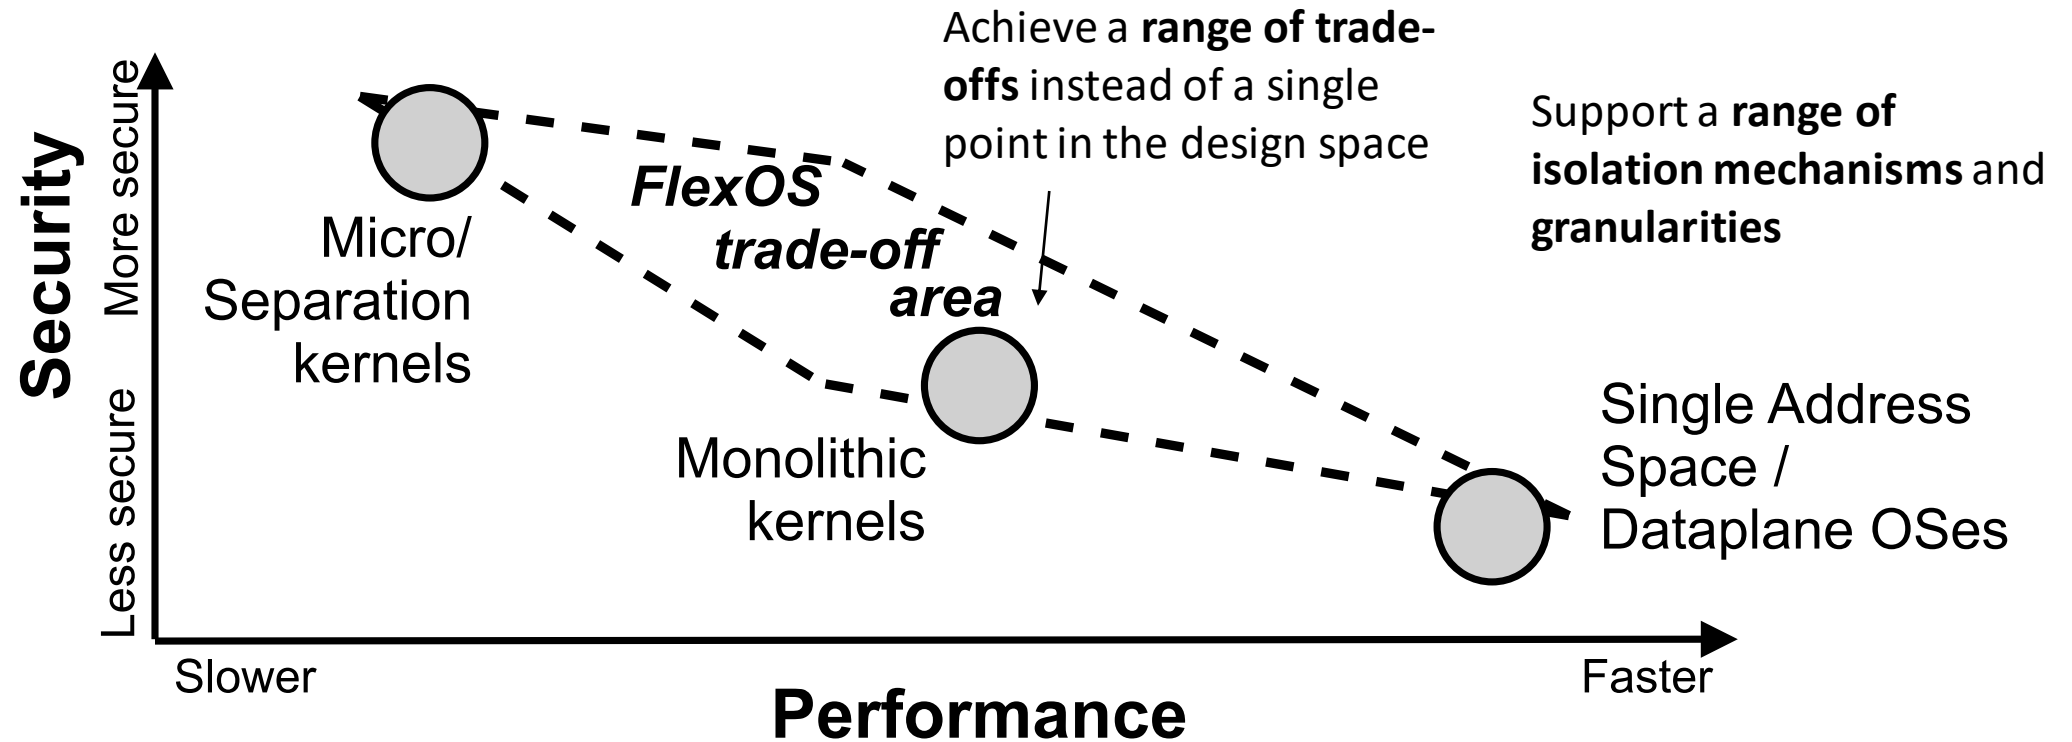 Achieve a range of trade-
offs instead of a single
point in the design space
Support a range of
isolation mechanisms and
granularities
Security
More secure
Less secure
FlexOS
trade-off
area
Micro/
Separation
kernels
Monolithic
kernels
Single Address
Space /
Dataplane OSes
Slower
Faster
Performance